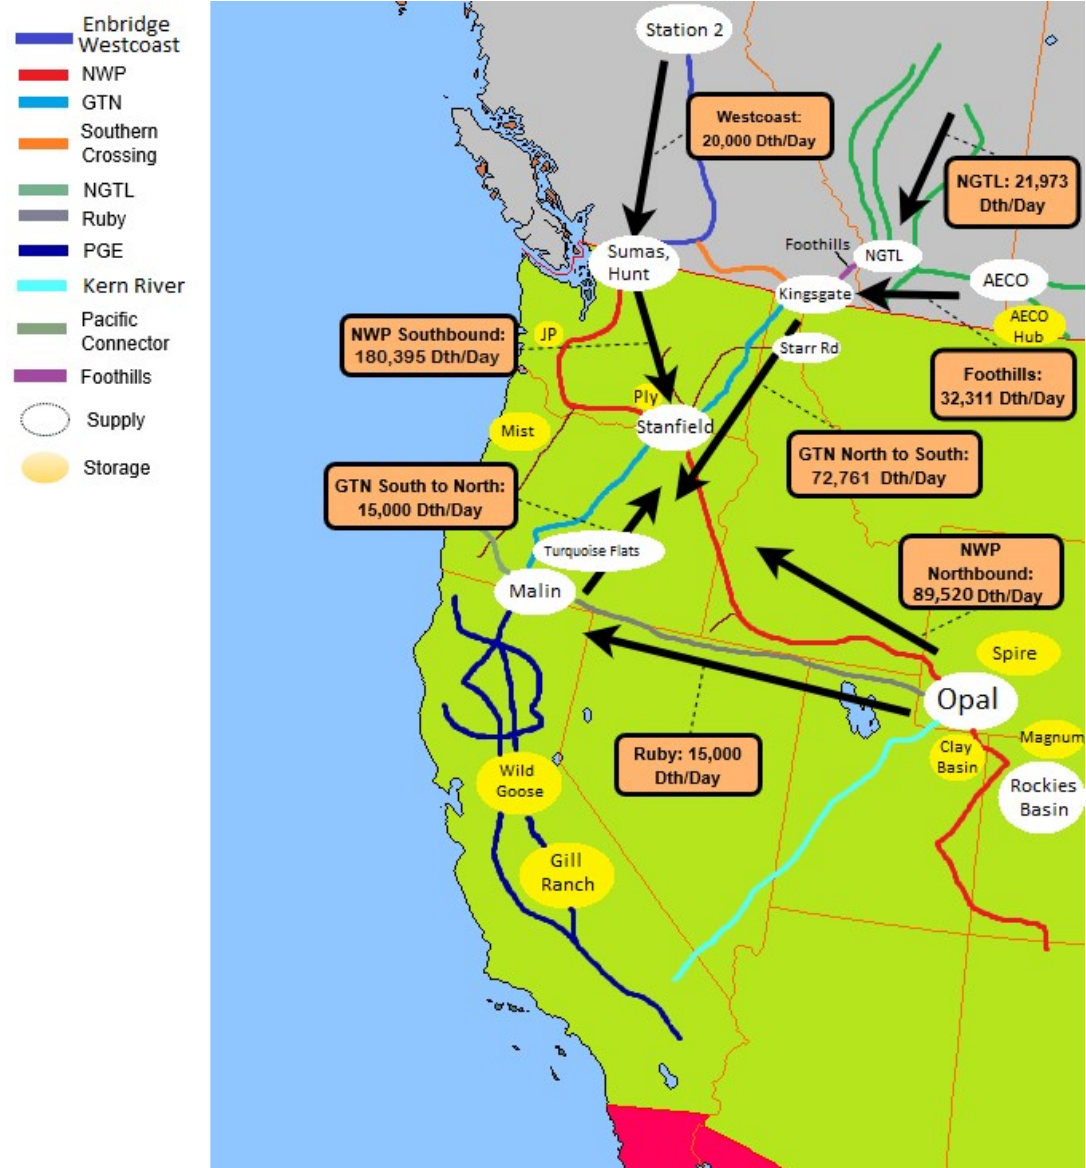 Enbridge
Westcoast
NWP
GTN
Southern
Crossing
NGTL
Ruby
PGE
Kern River
Pacific
Connector
Foothills
Supply
Storage
Station 2
Westcoast:
20,000 Dth/Day
NGTL: 21,973
Dth/Day
Sumas,
Hunt
Foothills
NGTL
AECO
Kingsgate
AECO
Hub
NWP Southbound:
180,395 Dth/Day
JP
Starr Rd
Foothills:
32,311 Dth/Day
Ply
Stanfield
Mist
GTN North to South:
72,761 Dth/Day
GTN South to North:
15,000 Dth/Day
Turquoise Flats
Malin
NWP
Northbound:
89,520 Dth/Day
Spire
Opal
Ruby: 15,000
Dth/Day
Clay
Basin
Magnum
Rockies
Basin
Wild
Goose
Gill
Ranch